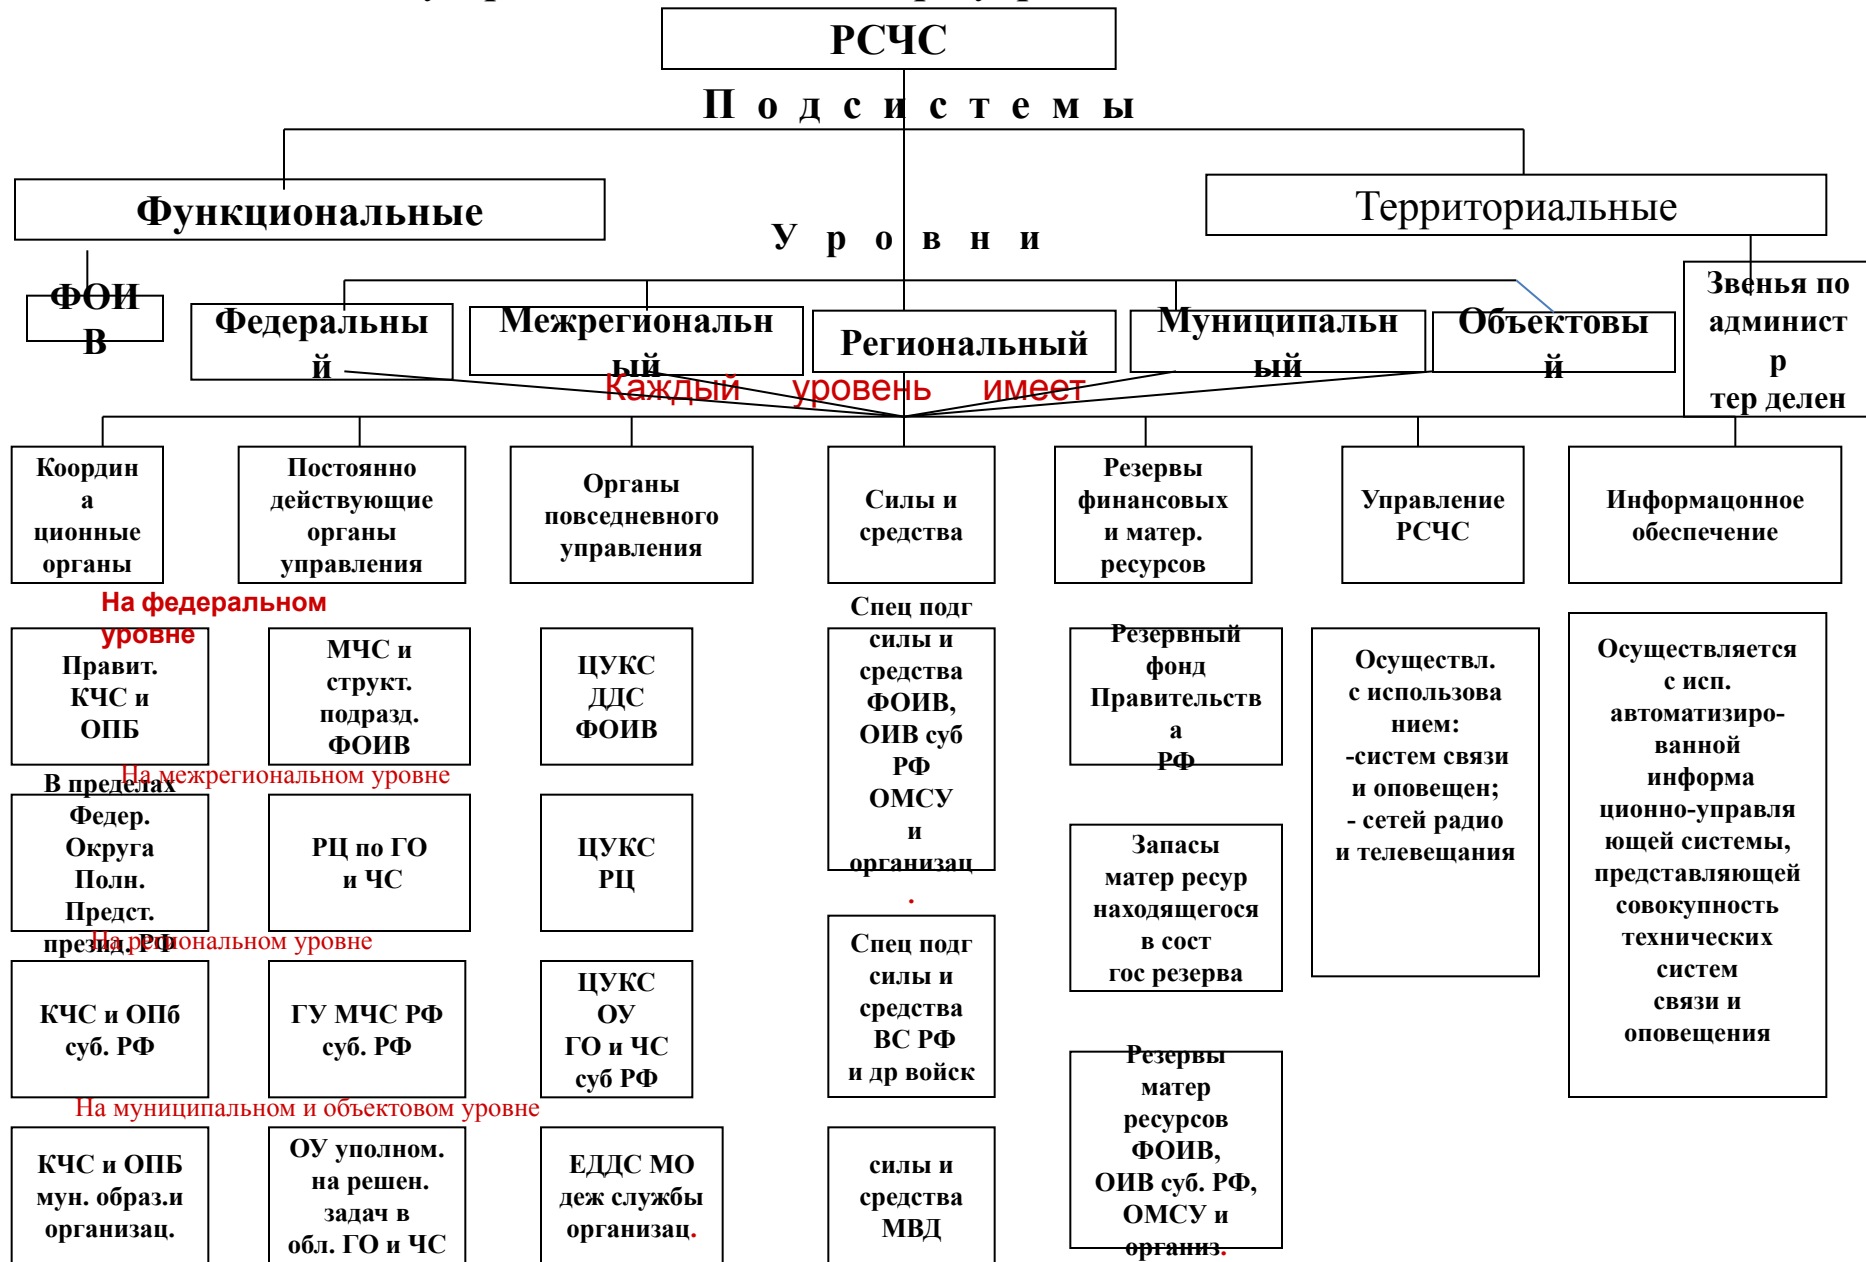 РСЧС
П о д с и с т е м ы
Функциональные
Территориальные
У р о в н и
ФОИ
В
Федеральны
й
Межрегиональн
ый
Региональный
Муниципальн
ый
Объектовы
й
Звенья по
админист
р
тер делен
Каждый уровень имеет
Координ
а
ционные
органы
Постоянно
действующие
органы
управления
Органы
повседневного
управления
Силы и
средства
Резервы
финансовых
и матер.
ресурсов
Управление
РСЧС
Информацонное
обеспечение
На федеральном
уровне
Правит.
КЧС и
ОПБ
МЧС и
структ.
подразд.
ФОИВ
ЦУКС
ДДС
ФОИВ
Спец подг
силы и
средства
ФОИВ,
ОИВ суб
РФ
ОМСУ
и
организац
.
Резервный
фонд
Правительств
а
РФ
Осуществл.
с использова
нием:
-систем связи
и оповещен;
- сетей радио
и телевещания
Осуществляется
с исп.
автоматизиро-
ванной
информа
ционно-управля
ющей системы,
представляющей
совокупность
технических
систем
связи и
оповещения
На межрегиональном уровне
В пределах
Федер.
Округа
Полн.
Предст.
презид. РФ
РЦ по ГО
и ЧС
ЦУКС
РЦ
Запасы
матер ресур
находящегося
в сост
гос резерва
На региональном уровне
КЧС и ОПб
суб. РФ
ГУ МЧС РФ
суб. РФ
ЦУКС
ОУ
ГО и ЧС
суб РФ
Спец подг
силы и
средства
ВС РФ
и др войск
Резервы
матер
ресурсов
ФОИВ,
ОИВ суб. РФ,
ОМСУ и
организ.
На муниципальном и объектовом уровне
КЧС и ОПБ
мун. образ.и
организац.
ОУ уполном.
на решен.
задач в
обл. ГО и ЧС
ЕДДС МО
деж службы
организац.
силы и
средства
МВД